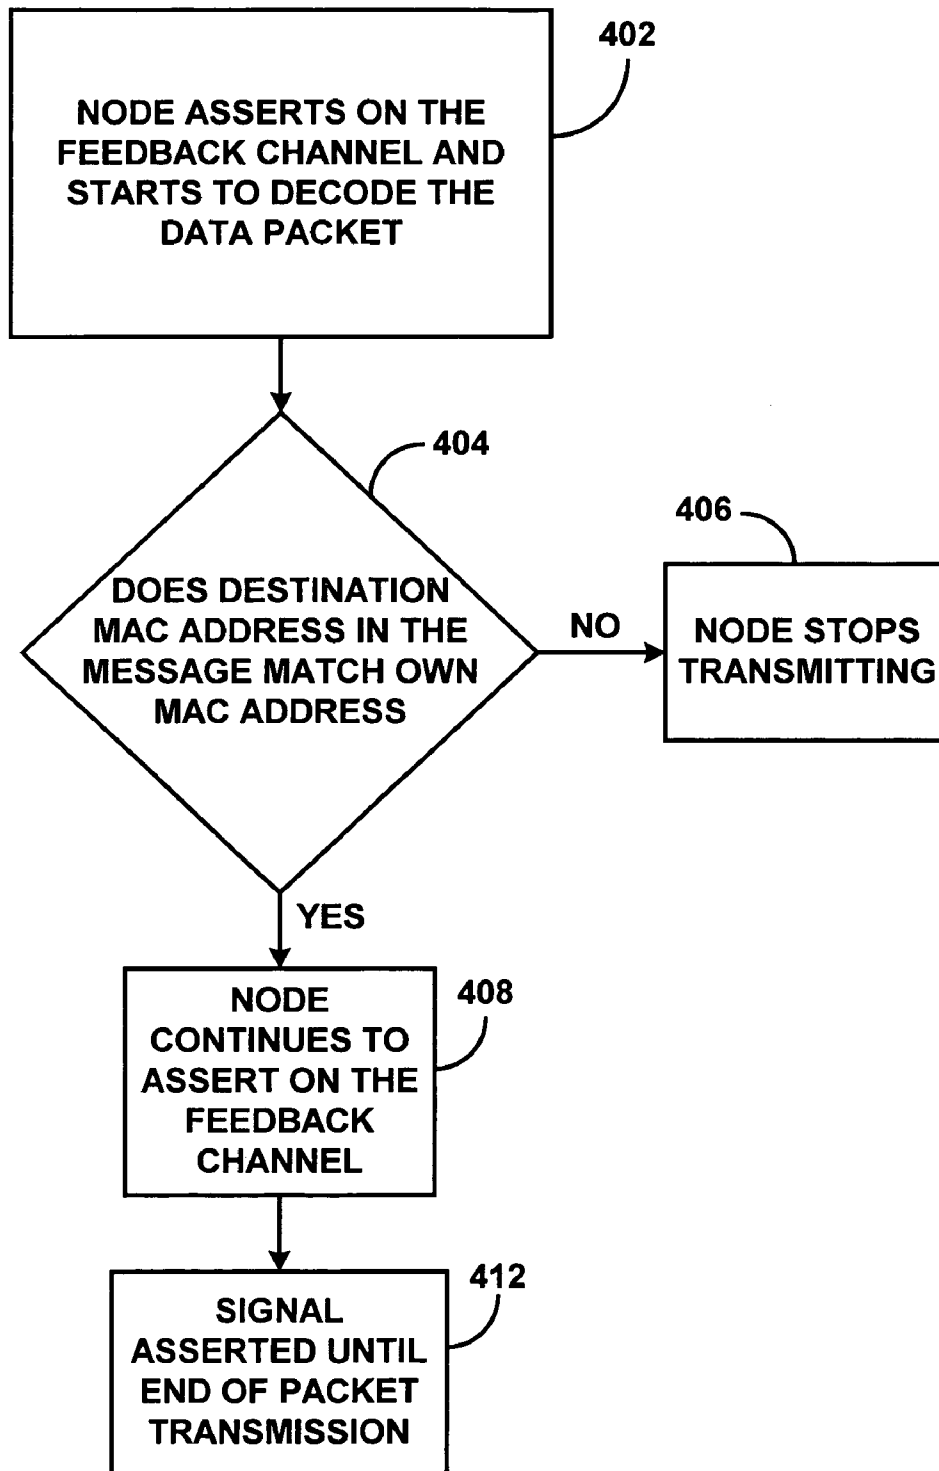 402
NODE ASSERTS ON THE
FEEDBACK CHANNEL AND
STARTS TO DECODE THE
DATA PACKET
404
DOES DESTINATION
MAC ADDRESS IN THE
MESSAGE MATCH OWN
MAC ADDRESS
NO
406
NODE STOPS
TRANSMITTING
YES
408
NODE
CONTINUES TO
ASSERT ON THE
FEEDBACK
CHANNEL
412
SIGNAL
ASSERTED UNTIL
END OF PACKET
TRANSMISSION